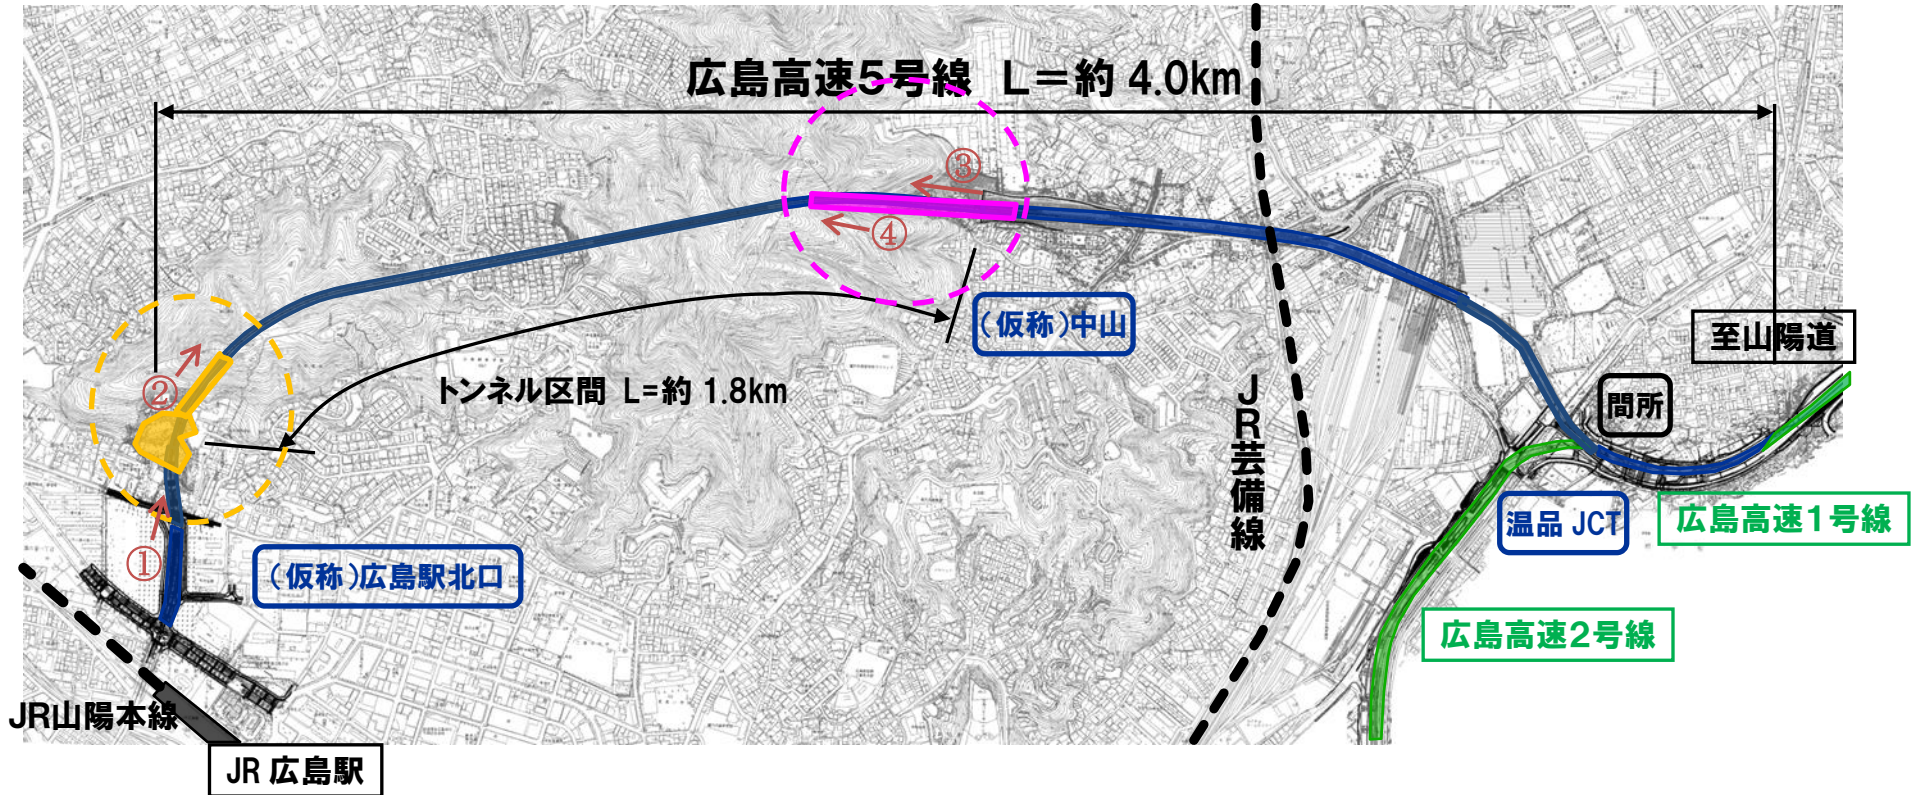 広島高速5号線 L=約 4.0km
③
④
(仮称)中山
至山陽道
②
トンネル区間 L=約 1.8km
間所
JR芸備線
温品 JCT
広島高速1号線
①
(仮称)広島駅北口
広島高速2号線
JR山陽本線
JR 広島駅